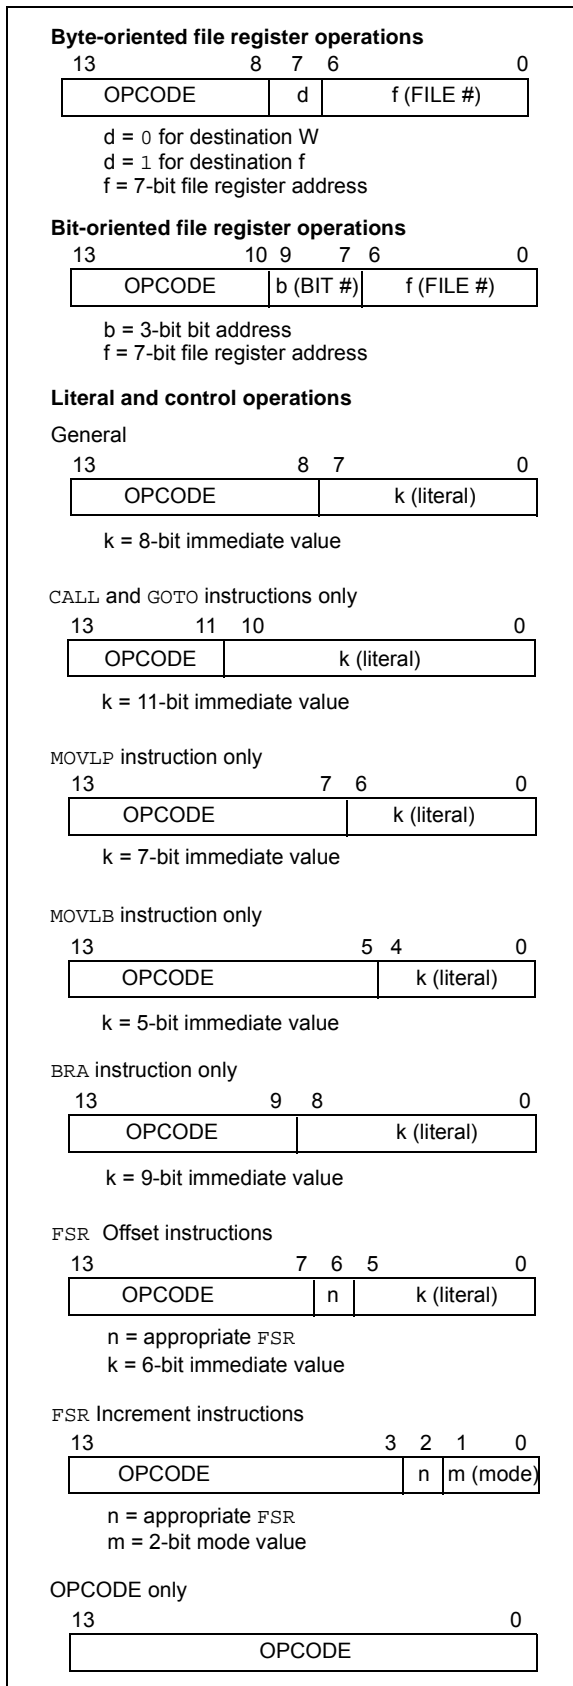 Byte-oriented file register operations
13 8 7 6 0
OPCODE d f (FILE #)
d = 0 for destination W
d = 1 for destination f
f = 7-bit file register address
Bit-oriented file register operations
13 10 9 7 6 0
OPCODE b (BIT #) f (FILE #)
b = 3-bit bit address
f = 7-bit file register address
Literal and control operations
General
13 8 7 0
OPCODE k (literal)
k = 8-bit immediate value
CALL and GOTO instructions only
13 11 10 0
OPCODE k (literal)
k = 11-bit immediate value
MOVLP instruction only
13 7 6 0
OPCODE k (literal)
k = 7-bit immediate value
MOVLB instruction only
13 5 4 0
OPCODE k (literal)
k = 5-bit immediate value
BRA instruction only
13 9 8 0
OPCODE k (literal)
k = 9-bit immediate value
FSR Offset instructions
13 7 6 5 0
OPCODE n k (literal)
n = appropriate FSR
k = 6-bit immediate value
FSR Increment instructions
13 3 2 1 0
OPCODE n m (mode)
n = appropriate FSR
m = 2-bit mode value
OPCODE only
13 0
OPCODE